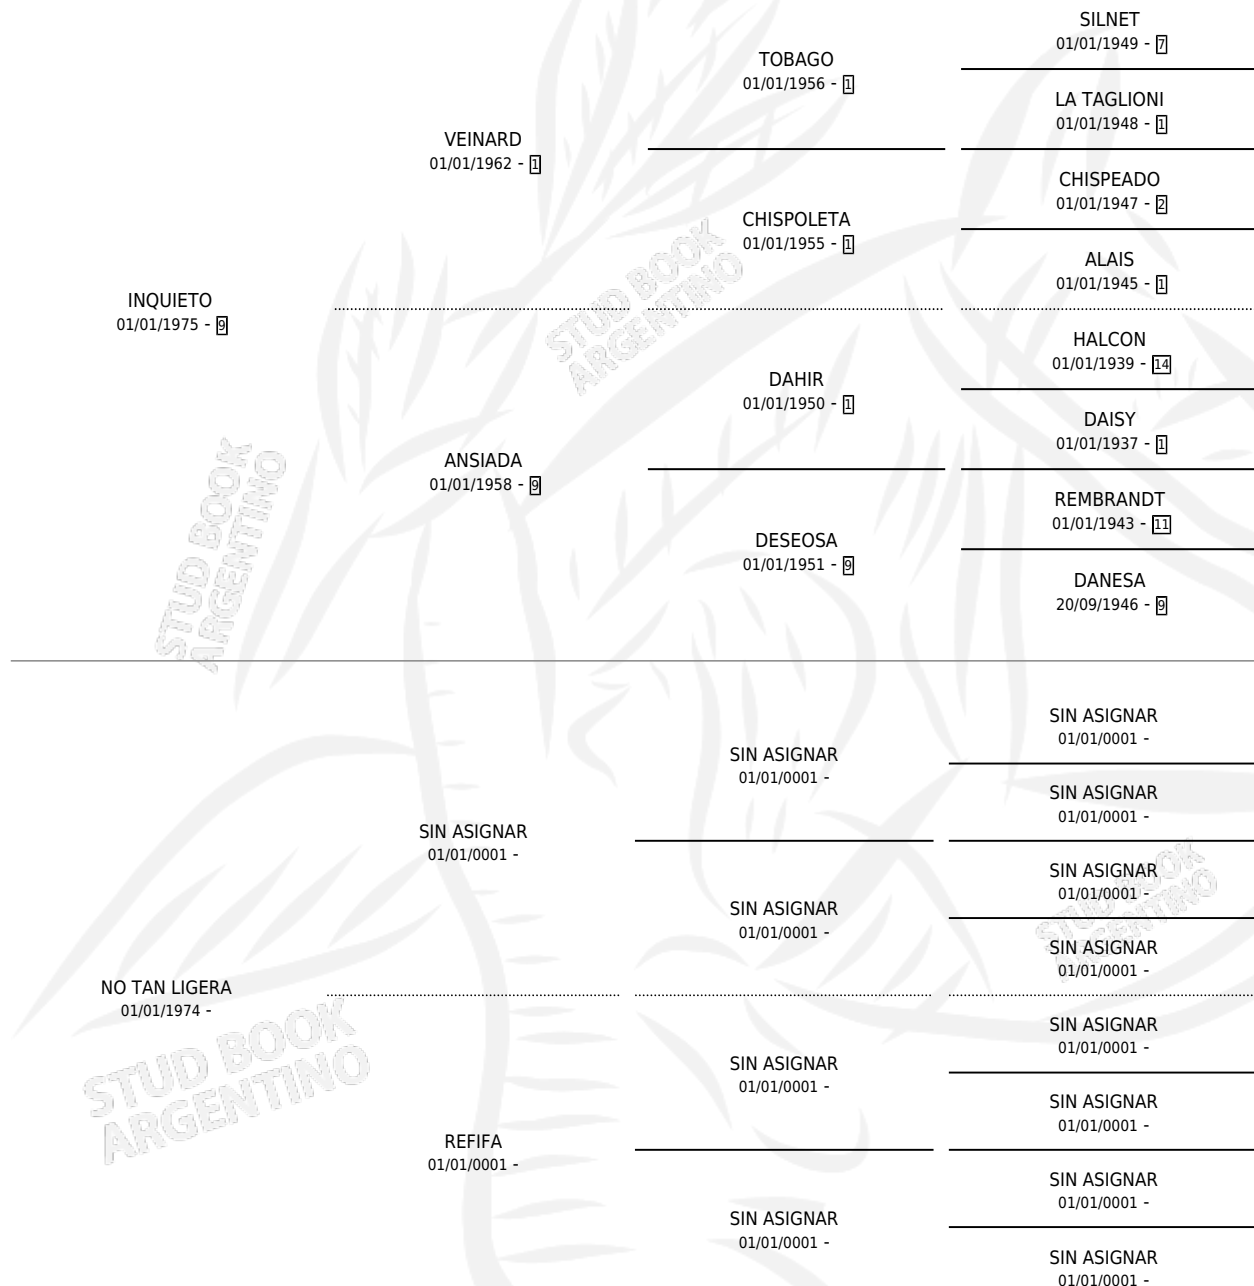 SILNET
01/01/1949 - 7
TOBAGO
01/01/1956 - 1
LA TAGLIONI
01/01/1948 - 1
VEINARD
01/01/1962 - 1
CHISPEADO
01/01/1947 - 2
CHISPOLETA
01/01/1955 - 1
ALAIS
01/01/1945 - 1
INQUIETO
01/01/1975 - 9
HALCON
01/01/1939 - 14
DAHIR
01/01/1950 - 1
DAISY
01/01/1937 - 1
ANSIADA
01/01/1958 - 9
REMBRANDT
01/01/1943 - 11
DESEOSA
01/01/1951 - 9
DANESA
20/09/1946 - 9
STUD BOOK
ARGENTINO
STUD BOOK
ARGENTINO
SIN ASIGNAR
01/01/0001 -
SIN ASIGNAR
01/01/0001 -
SIN ASIGNAR
01/01/0001 -
SIN ASIGNAR
01/01/0001 -
SIN ASIGNAR
01/01/0001 -
SIN ASIGNAR
01/01/0001 -
SIN ASIGNAR
01/01/0001 -
STUD BOOK
ARGENTINO
NO TAN LIGERA
01/01/1974 -
SIN ASIGNAR
01/01/0001 -
SIN ASIGNAR
01/01/0001 -
SIN ASIGNAR
01/01/0001 -
REFIFA
01/01/0001 -
SIN ASIGNAR
01/01/0001 -
SIN ASIGNAR
01/01/0001 -
SIN ASIGNAR
01/01/0001 -
STUD BOOK
ARGENTINO